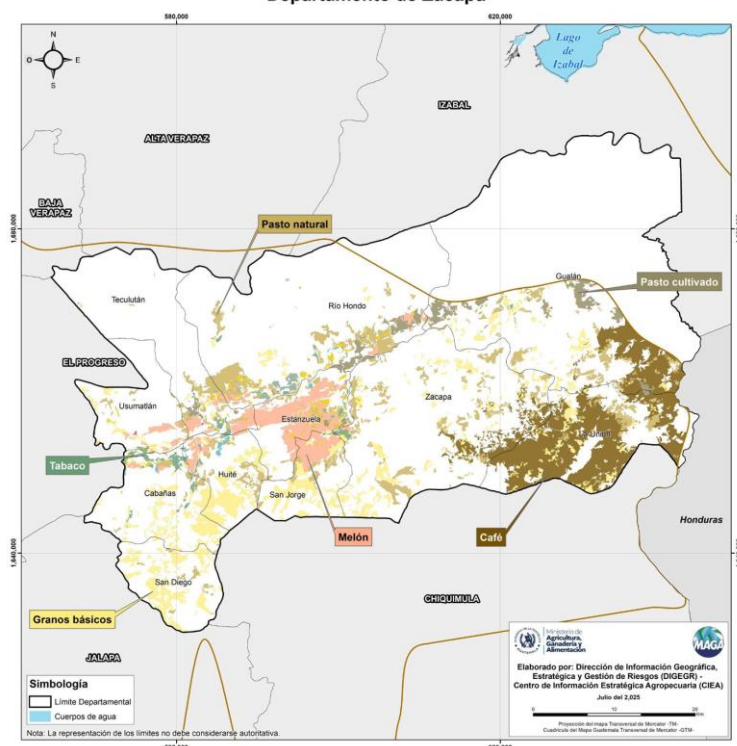 Departamento de Zacapa
580,000
620,000
N
O
E
S
Lago
de
Izabal
IZABAL
ALTA VERAPAZ
BAJA
VERAPAZ
1,680,000
Pasto natural
Gualán
Pasto cultivado
Teculután
Río Hondo
EL PROGRESO
Usumatlán
Zacapa
Estanzuela
La Unión
Tabaco
Huité
Cabañas
San Jorge
Melón
Café
Honduras
1,640,000
San Diego
CHIQUIMULA
Granos básicos
JALAPA
Ministerio de
Agricultura,
Ganadería y
Alimentación
MAGA
Elaborado por: Dirección de Información Geográfica,
Estratégica y Gestión de Riesgos (DIGEGR) -
Centro de Información Estratégica Agropecuaria (CIEA)
Julio del 2,025
0
10
20
Proyección del mapa Transversal de Mercator -TM-
Cuadrícula del Mapa Guatemala Transversal de Mercator -GTM-
Simbología
Límite Departamental
Cuerpos de agua
Nota: La representación de los límites no debe considerarse autoritativa.